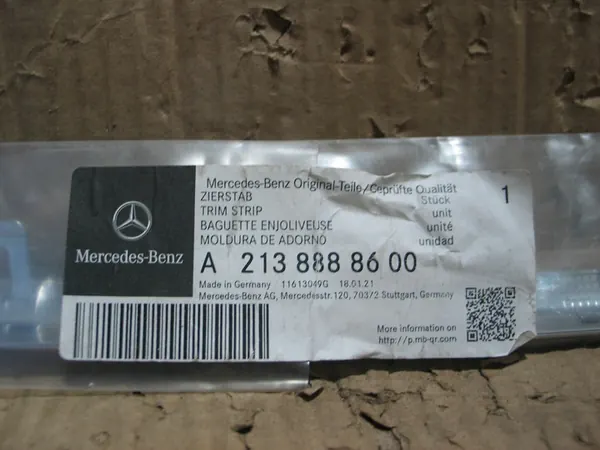 Mercedes-Benz Original-Teile/Geprüfte Qualität
ZIERSTAB Stück 1
TRIM STRIP unit
BAGUETTE ENJOLIVEUSE unité
MOLDURA DE ADORNO unidad
Mercedes-Benz
A 213 888 86 00
Made in Germany 11613049G 18.01.21
Mercedes-Benz AG, Mercedesstr. 120, 70372 Stuttgart, Germany
More information on
http://p.mb-qr.com/